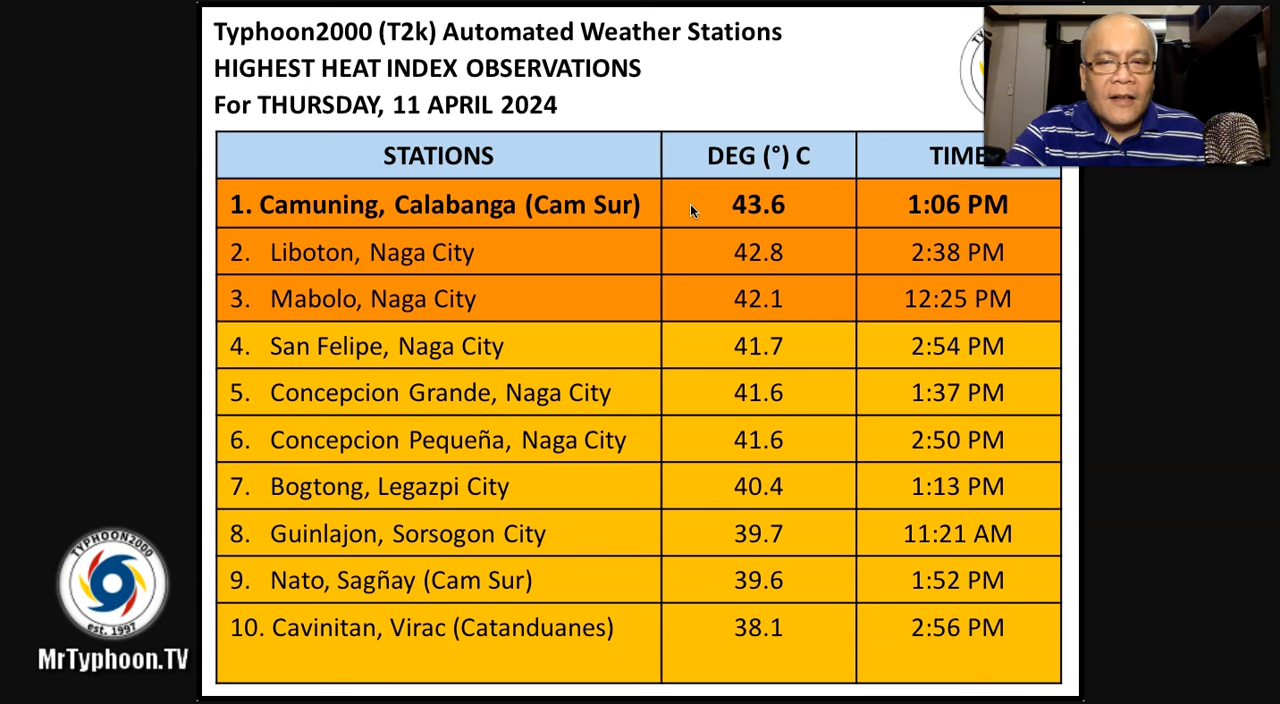 Typhoon2000 (T2k) Automated Weather Stations
HIGHEST HEAT INDEX OBSERVATIONS
For THURSDAY, 11 APRIL 2024
STATIONS DEG (°) C TIME
1. Camuning, Calabanga (Cam Sur) 43.6 1:06 PM
2. Liboton, Naga City 42.8 2:38 PM
3. Mabolo, Naga City 42.1 12:25 PM
4. San Felipe, Naga City 41.7 2:54 PM
5. Concepcion Grande, Naga City 41.6 1:37 PM
6. Concepcion Pequeña, Naga City 41.6 2:50 PM
7. Bogtong, Legazpi City 40.4 1:13 PM
8. Guinlajon, Sorsogon City 39.7 11:21 AM
9. Nato, Sagñay (Cam Sur) 39.6 1:52 PM
10. Cavinitan, Virac (Catanduanes) 38.1 2:56 PM
TYPHOON2000
est. 1997
MrTyphoon.TV